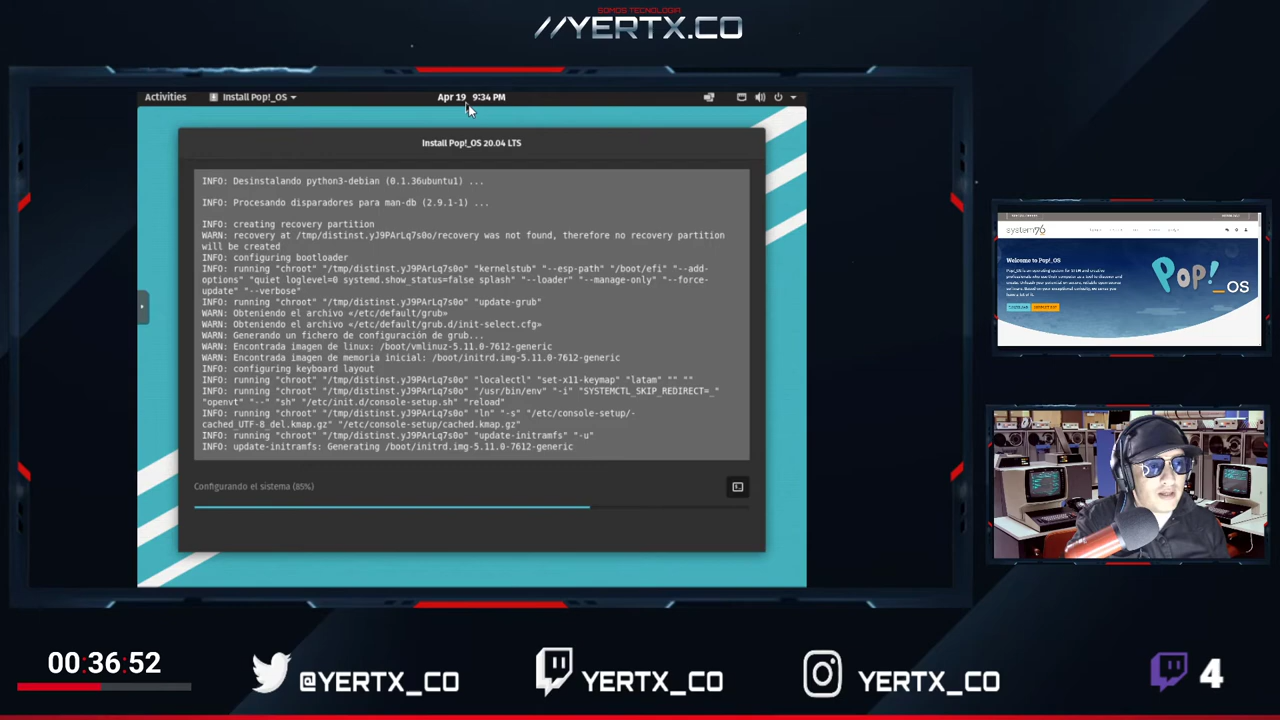 SOMOS TECNOLOGIA
//YERTX.CO
Activities
Install Pop!_OS
Apr 19 9:34 PM
Install Pop!_OS 20.04 LTS
INFO: Desinstalando python3-debian (0.1.36ubuntu1) ...
INFO: Procesando disparadores para man-db (2.9.1-1) ...
INFO: creating recovery partition
WARN: recovery at /tmp/distinst.yJ9PArLq7s0o/recovery was not found, therefore no recovery partition
will be created
INFO: configuring bootloader
INFO: running "chroot" "/tmp/distinst.yJ9PArLq7s0o" "kernelstub" "--esp-path" "/boot/efi" "--add-
options" "quiet loglevel=0 systemd.show_status=false splash" "--loader" "--manage-only" "--force-
update" "--verbose"
INFO: running "chroot" "/tmp/distinst.yJ9PArLq7s0o" "update-grub"
WARN: Obteniendo el archivo «/etc/default/grub»
WARN: Obteniendo el archivo «/etc/default/grub.d/init-select.cfg»
WARN: Generando un fichero de configuración de grub...
WARN: Encontrada imagen de linux: /boot/vmlinuz-5.11.0-7612-generic
WARN: Encontrada imagen de memoria inicial: /boot/initrd.img-5.11.0-7612-generic
INFO: configuring keyboard layout
INFO: running "chroot" "/tmp/distinst.yJ9PArLq7s0o" "localectl" "set-x11-keymap" "latam" "" ""
INFO: running "chroot" "/tmp/distinst.yJ9PArLq7s0o" "/usr/bin/env" "-i" "SYSTEMCTL_SKIP_REDIRECT=_"
"openvt" "--" "sh" "/etc/init.d/console-setup.sh" "reload"
INFO: running "chroot" "/tmp/distinst.yJ9PArLq7s0o" "ln" "-s" "/etc/console-setup/-
cached_UTF-8_del.kmap.gz" "/etc/console-setup/cached.kmap.gz"
INFO: running "chroot" "/tmp/distinst.yJ9PArLq7s0o" "update-initramfs" "-u"
INFO: update-initramfs: Generating /boot/initrd.img-5.11.0-7612-generic
Configurando el sistema (85%)
system76
Welcome to Pop!_OS
Pop!_OS
00:36:52
@YERTX_CO
YERTX_CO
YERTX_CO
4